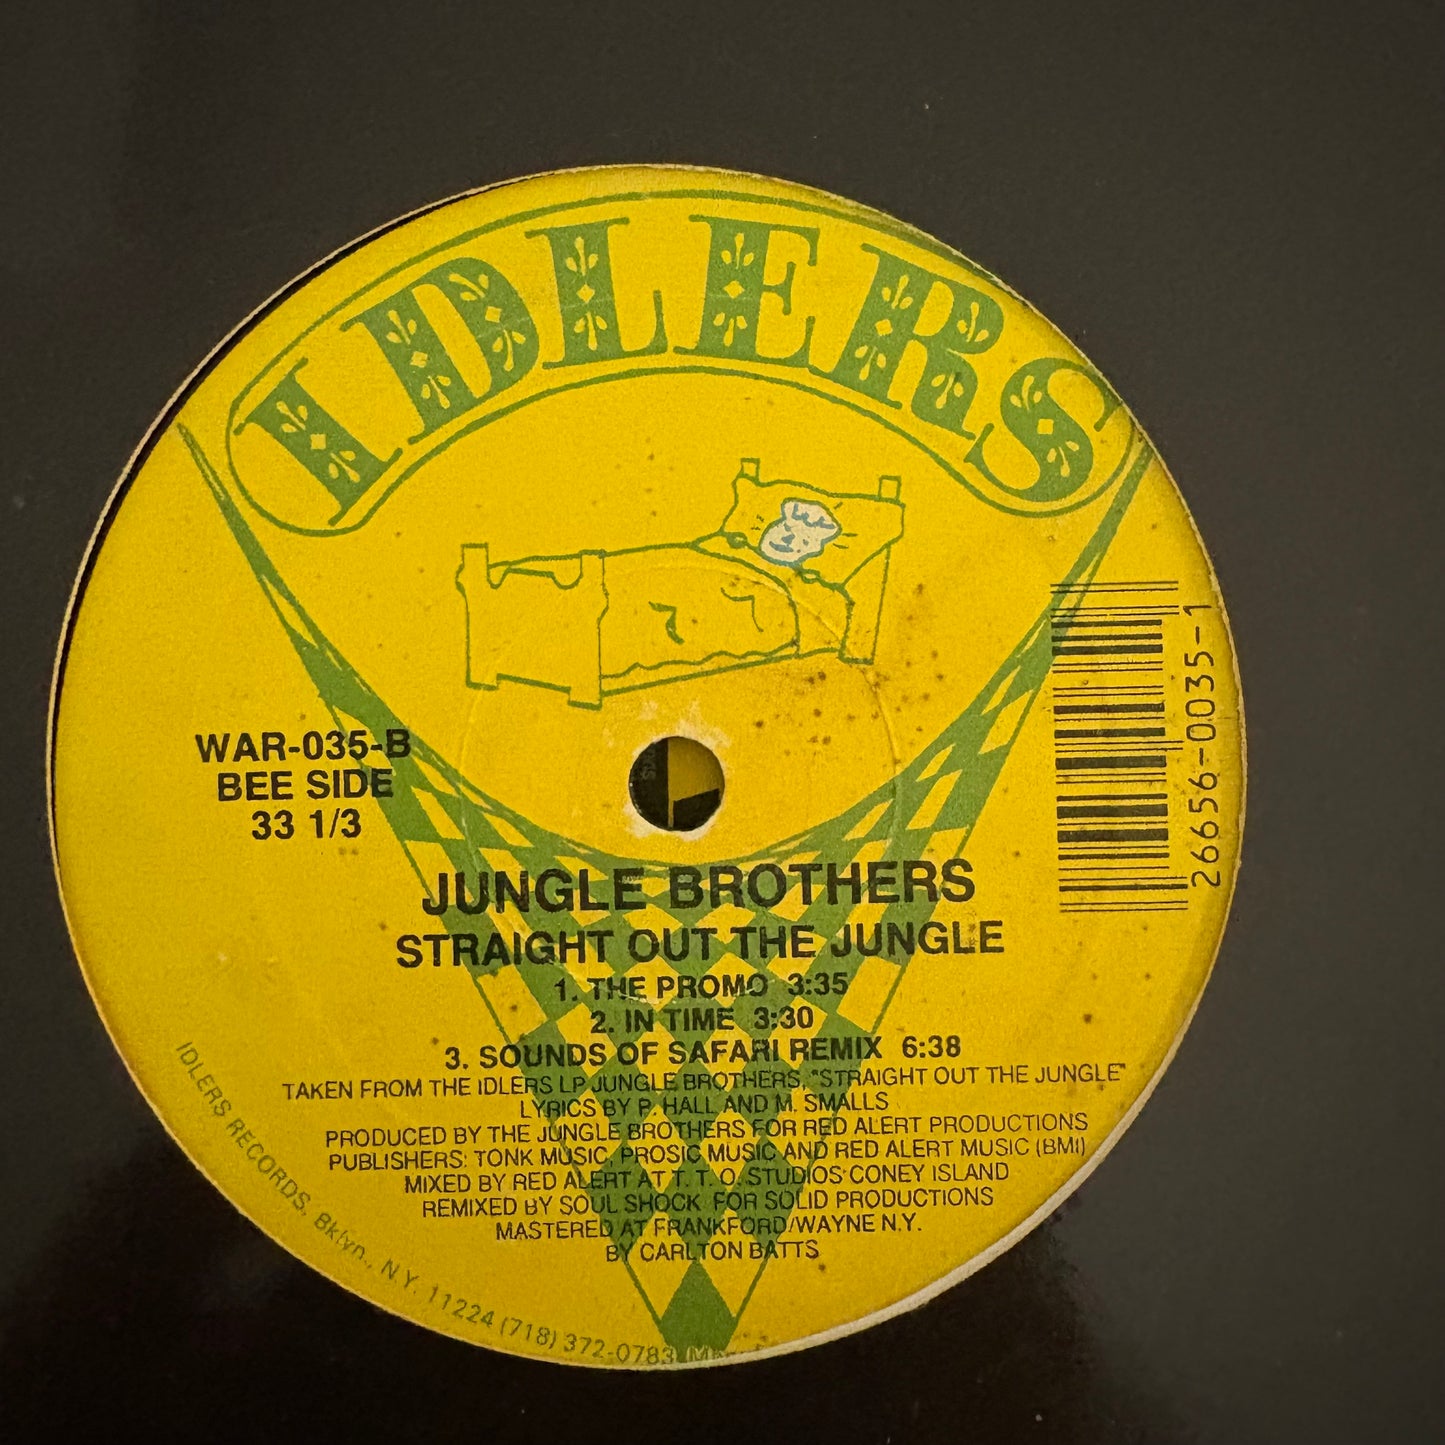 IDLERS
WAR-035-B
BEE SIDE
33 1/3
26656-0035-1
JUNGLE BROTHERS
STRAIGHT OUT THE JUNGLE
1. THE PROMO 3:35
2. IN TIME 3:30
3. SOUNDS OF SAFARI REMIX 6:38
TAKEN FROM THE IDLERS LP JUNGLE BROTHERS, "STRAIGHT OUT THE JUNGLE"
LYRICS BY P. HALL AND M. SMALLS
PRODUCED BY THE JUNGLE BROTHERS FOR RED ALERT PRODUCTIONS
PUBLISHERS: TONK MUSIC, PROSIC MUSIC AND RED ALERT MUSIC (BMI)
MIXED BY RED ALERT AT T. T. O. STUDIOS CONEY ISLAND
REMIXED BY SOUL SHOCK FOR SOLID PRODUCTIONS
MASTERED AT FRANKFORD/WAYNE N.Y.
BY CARLTON BATTS
IDLERS RECORDS, Bklyn., N.Y. 11224 (718) 372-0783